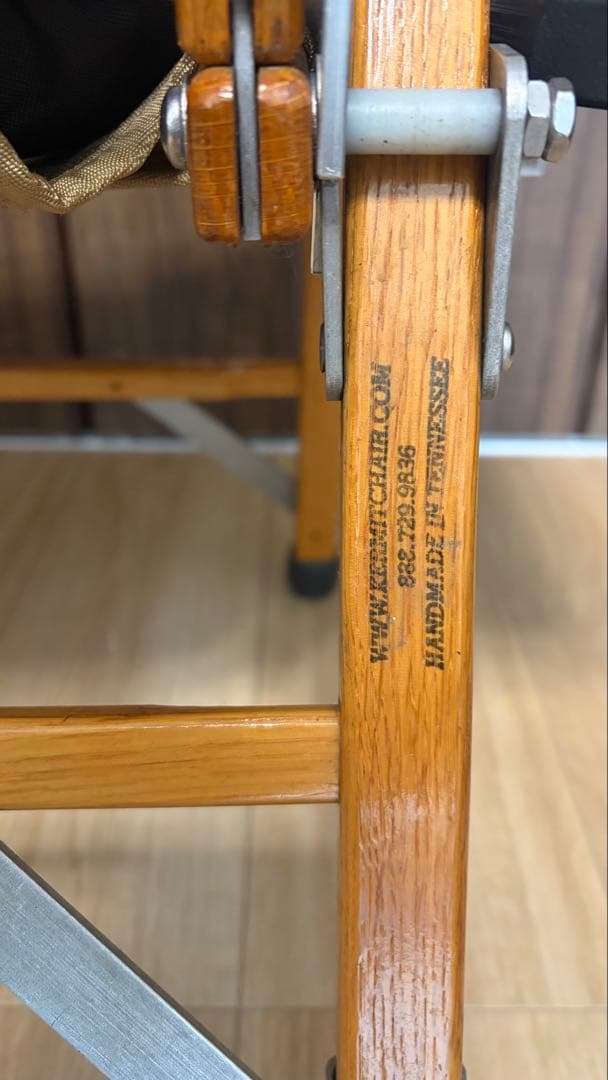 WWW.KERMITCHAIR.COM
888.729.9836
HANDMADE IN TENNESSEE